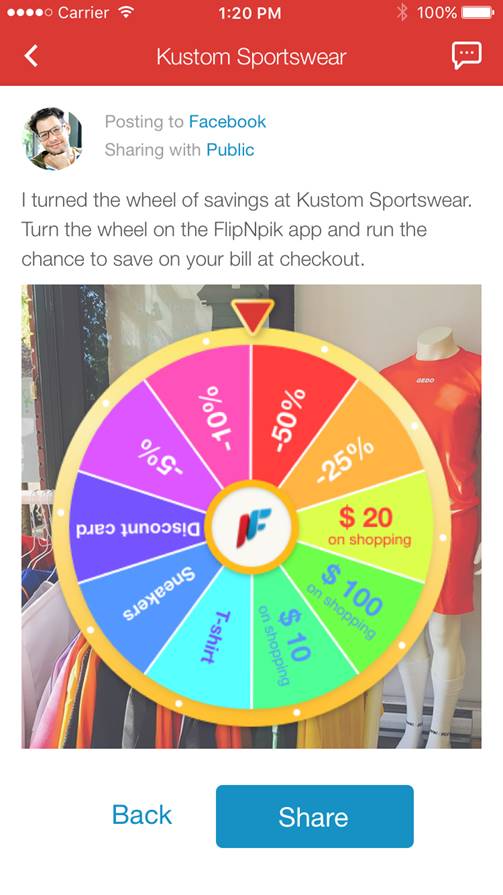 Carrier 1:20 PM 100%
Kustom Sportswear
Posting to Facebook
Sharing with Public
I turned the wheel of savings at Kustom Sportswear.
Turn the wheel on the FlipNpik app and run the
chance to save on your bill at checkout.
-50%
-25%
$ 20
on shopping
$ 100
on shopping
$ 10
on shopping
T-shirt
Sneakers
Discount card
-5%
-10%
GEDO
Back
Share